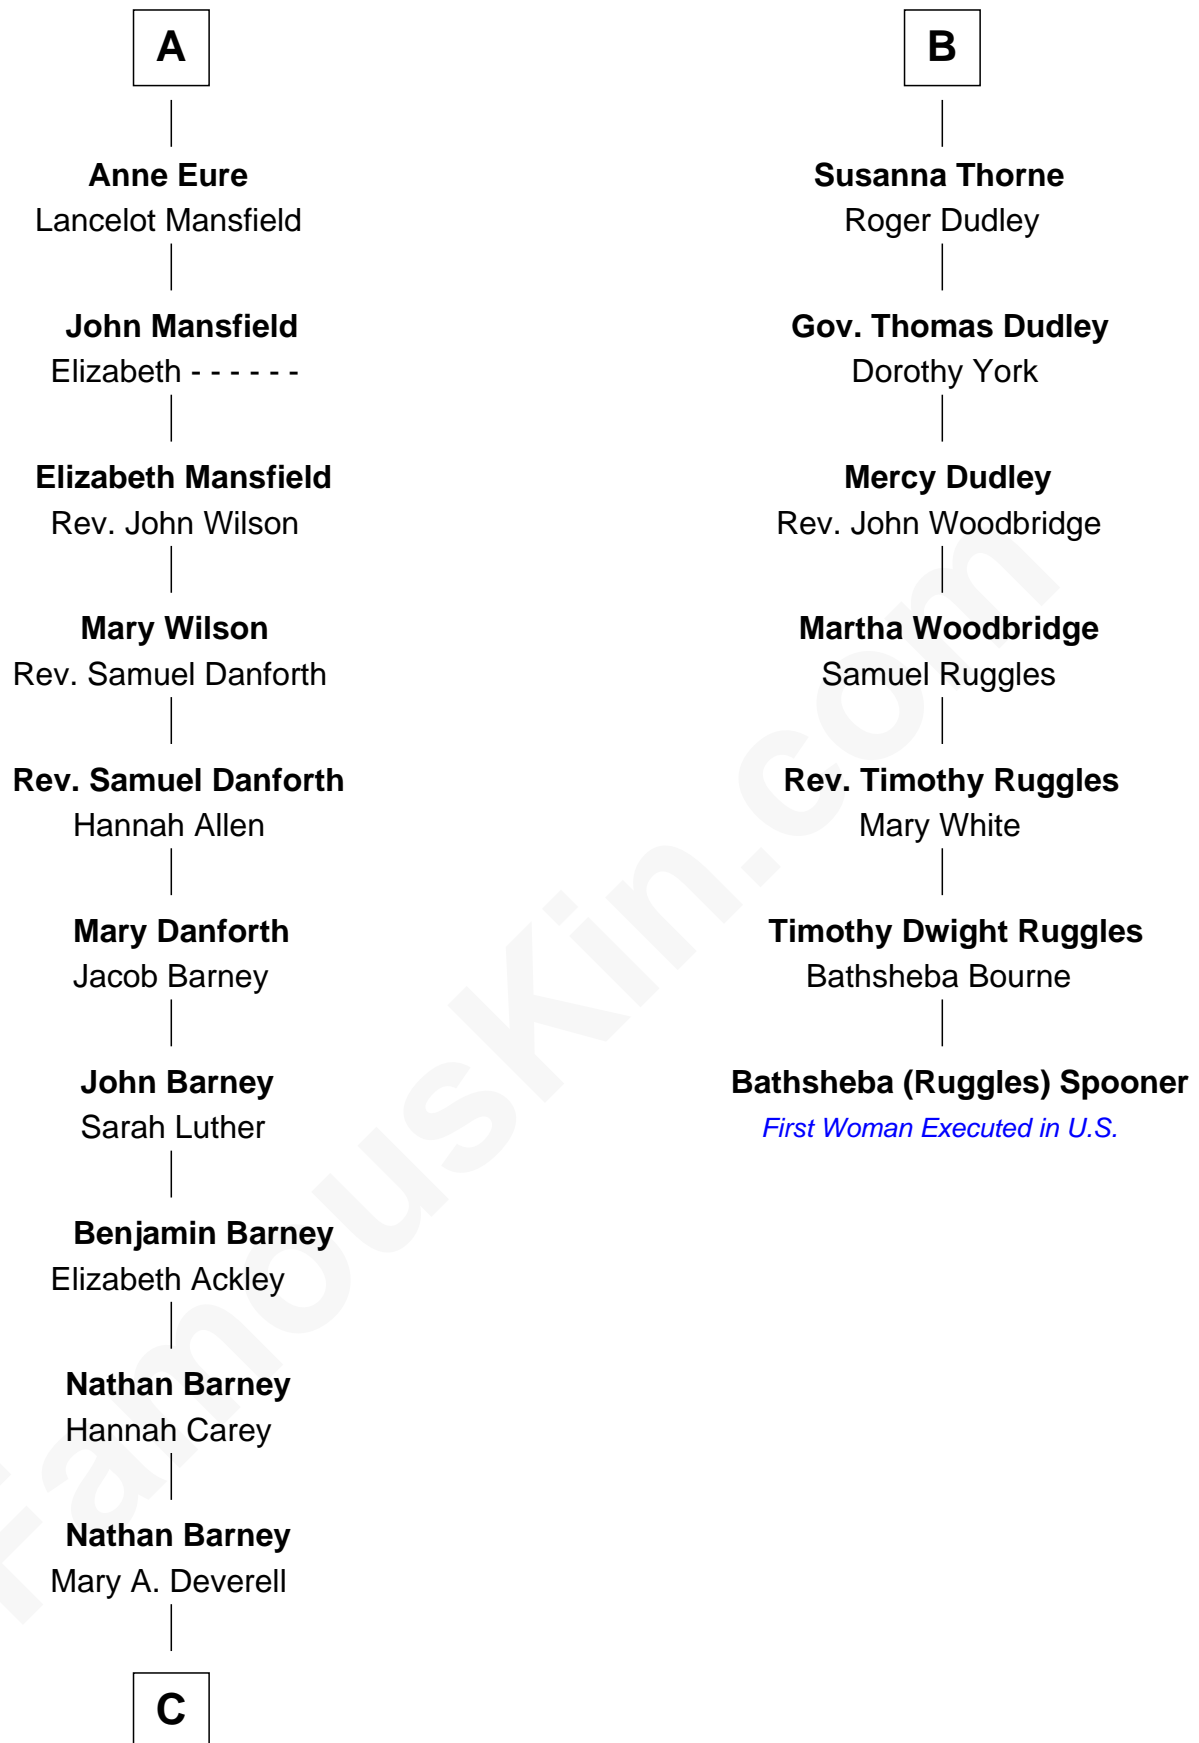 A
Anne Eure
Lancelot Mansfield
John Mansfield
Elizabeth - - - - - -
Elizabeth Mansfield
Rev. John Wilson
Mary Wilson
Rev. Samuel Danforth
Rev. Samuel Danforth
Hannah Allen
Mary Danforth
Jacob Barney
John Barney
Sarah Luther
Benjamin Barney
Elizabeth Ackley
Nathan Barney
Hannah Carey
Nathan Barney
Mary A. Deverell
C
B
Susanna Thorne
Roger Dudley
Gov. Thomas Dudley
Dorothy York
Mercy Dudley
Rev. John Woodbridge
Martha Woodbridge
Samuel Ruggles
Rev. Timothy Ruggles
Mary White
Timothy Dwight Ruggles
Bathsheba Bourne
Bathsheba (Ruggles) Spooner
First Woman Executed in U.S.
FamousKin.com